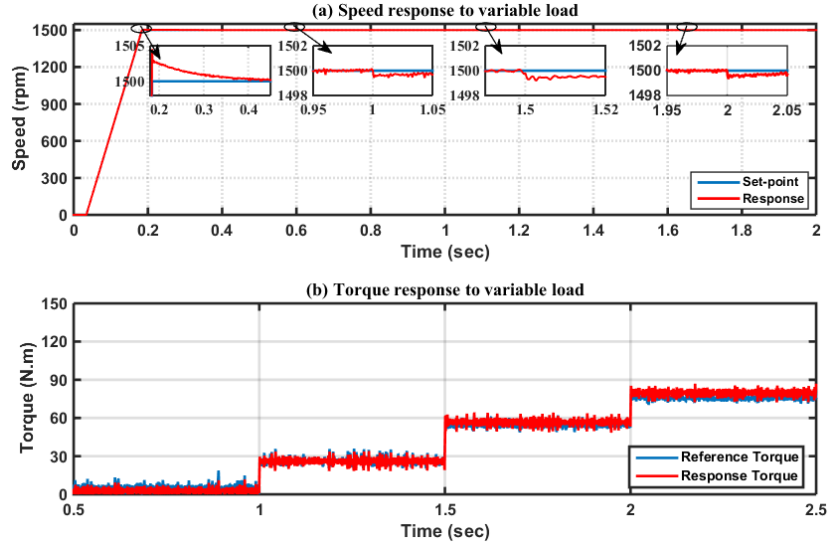 (a) Speed response to variable load
Speed (rpm)
1500
1200
900
600
300
0
1505
1500
0.2 0.3 0.4
1502
1500
1498
0.95 1 1.05
1502
1500
1498
1.5 1.52
1502
1500
1498
1.95 2 2.05
Set-point
Response
0 0.2 0.4 0.6 0.8 1 1.2 1.4 1.6 1.8 2
Time (sec)
(b) Torque response to variable load
Torque (N.m)
150
120
90
60
30
0
Reference Torque
Response Torque
0.5 1 1.5 2 2.5
Time (sec)